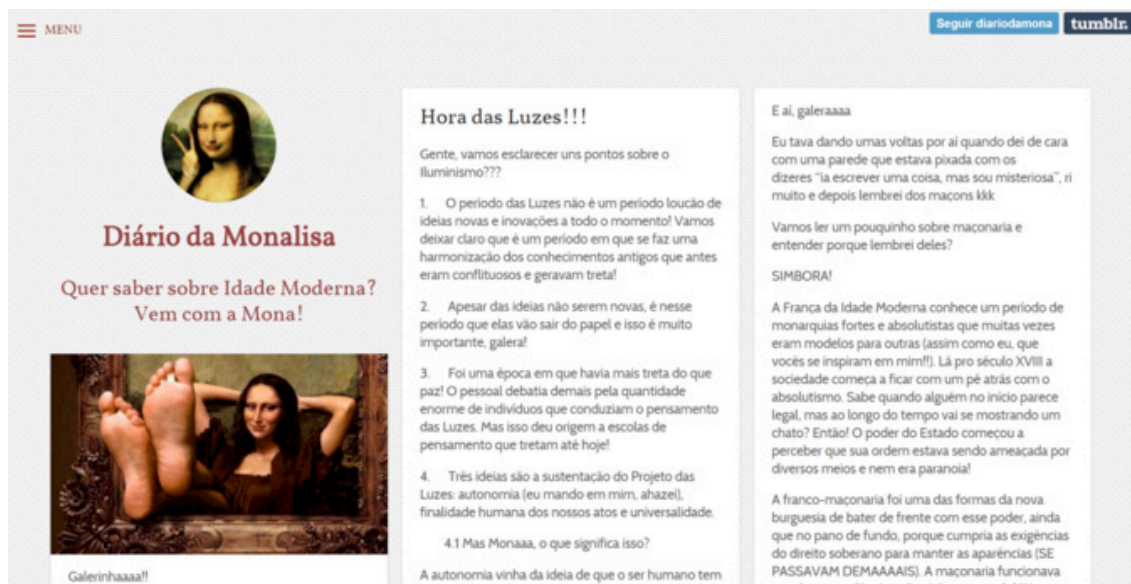 MENU
Seguir diariodamona
tumblr.
Diário da Monalisa
Quer saber sobre Idade Moderna?
Vem com a Mona!
Galerinhaaaa!!
Hora das Luzes!!!
Gente, vamos esclarecer uns pontos sobre o
Iluminismo???
1. O período das Luzes não é um período loucão de
ideias novas e inovações a todo o momento! Vamos
deixar claro que é um período em que se faz uma
harmonização dos conhecimentos antigos que antes
eram conflituosos e geravam treta!
2. Apesar das ideias não serem novas, é nesse
período que elas vão sair do papel e isso é muito
importante, galera!
3. Foi uma época em que havia mais treta do que
paz! O pessoal debatia demais pela quantidade
enorme de indivíduos que conduziam o pensamento
das Luzes. Mas isso deu origem a escolas de
pensamento que tretam até hoje!
4. Três ideias são a sustentação do Projeto das
Luzes: autonomia (eu mando em mim, ahazei),
finalidade humana dos nossos atos e universalidade.
4.1 Mas Monaaa, o que significa isso?
A autonomia vinha da ideia de que o ser humano tem
E aí, galeraaaa
Eu tava dando umas voltas por aí quando dei de cara
com uma parede que estava pixada com os
dizeres “ia escrever uma coisa, mas sou misteriosa”, ri
muito e depois lembrei dos maçons kkk
Vamos ler um pouquinho sobre maçonaria e
entender porque lembrei deles?
SIMBORA!
A França da Idade Moderna conhece um período de
monarquias fortes e absolutistas que muitas vezes
eram modelos para outras (assim como eu, que
vocês se inspiram em mim!!). Lá pro século XVIII a
sociedade começa a ficar com um pé atrás com o
absolutismo. Sabe quando alguém no início parece
legal, mas ao longo do tempo vai se mostrando um
chato? Então! O poder do Estado começou a
perceber que sua ordem estava sendo ameaçada por
diversos meios e nem era paranoia!
A franco-maçonaria foi uma das formas da nova
burguesia de bater de frente com esse poder, ainda
que no pano de fundo, porque cumpria as exigências
do direito soberano para manter as aparências (SE
PASSAVAM DEMAAAAIS). A maçonaria funcionava